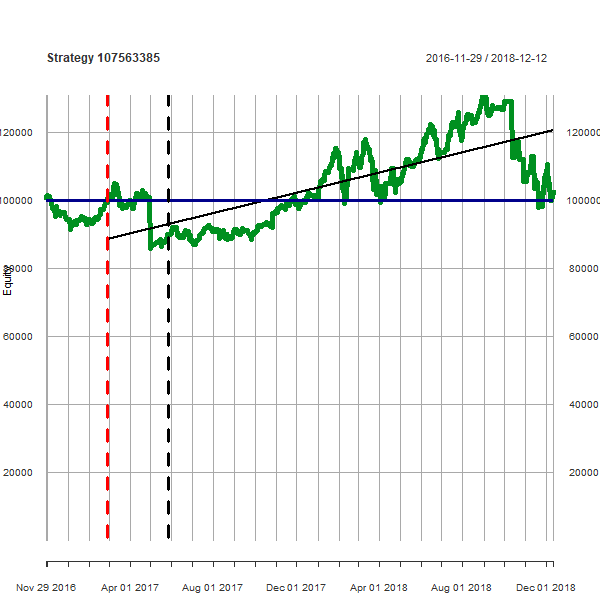 Strategy 107563385
2016-11-29 / 2018-12-12
120000
120000
100000
100000
80000
80000
60000
60000
40000
40000
20000
20000
Equity
Nov 29 2016
Apr 01 2017
Aug 01 2017
Dec 01 2017
Apr 01 2018
Aug 01 2018
Dec 01 2018